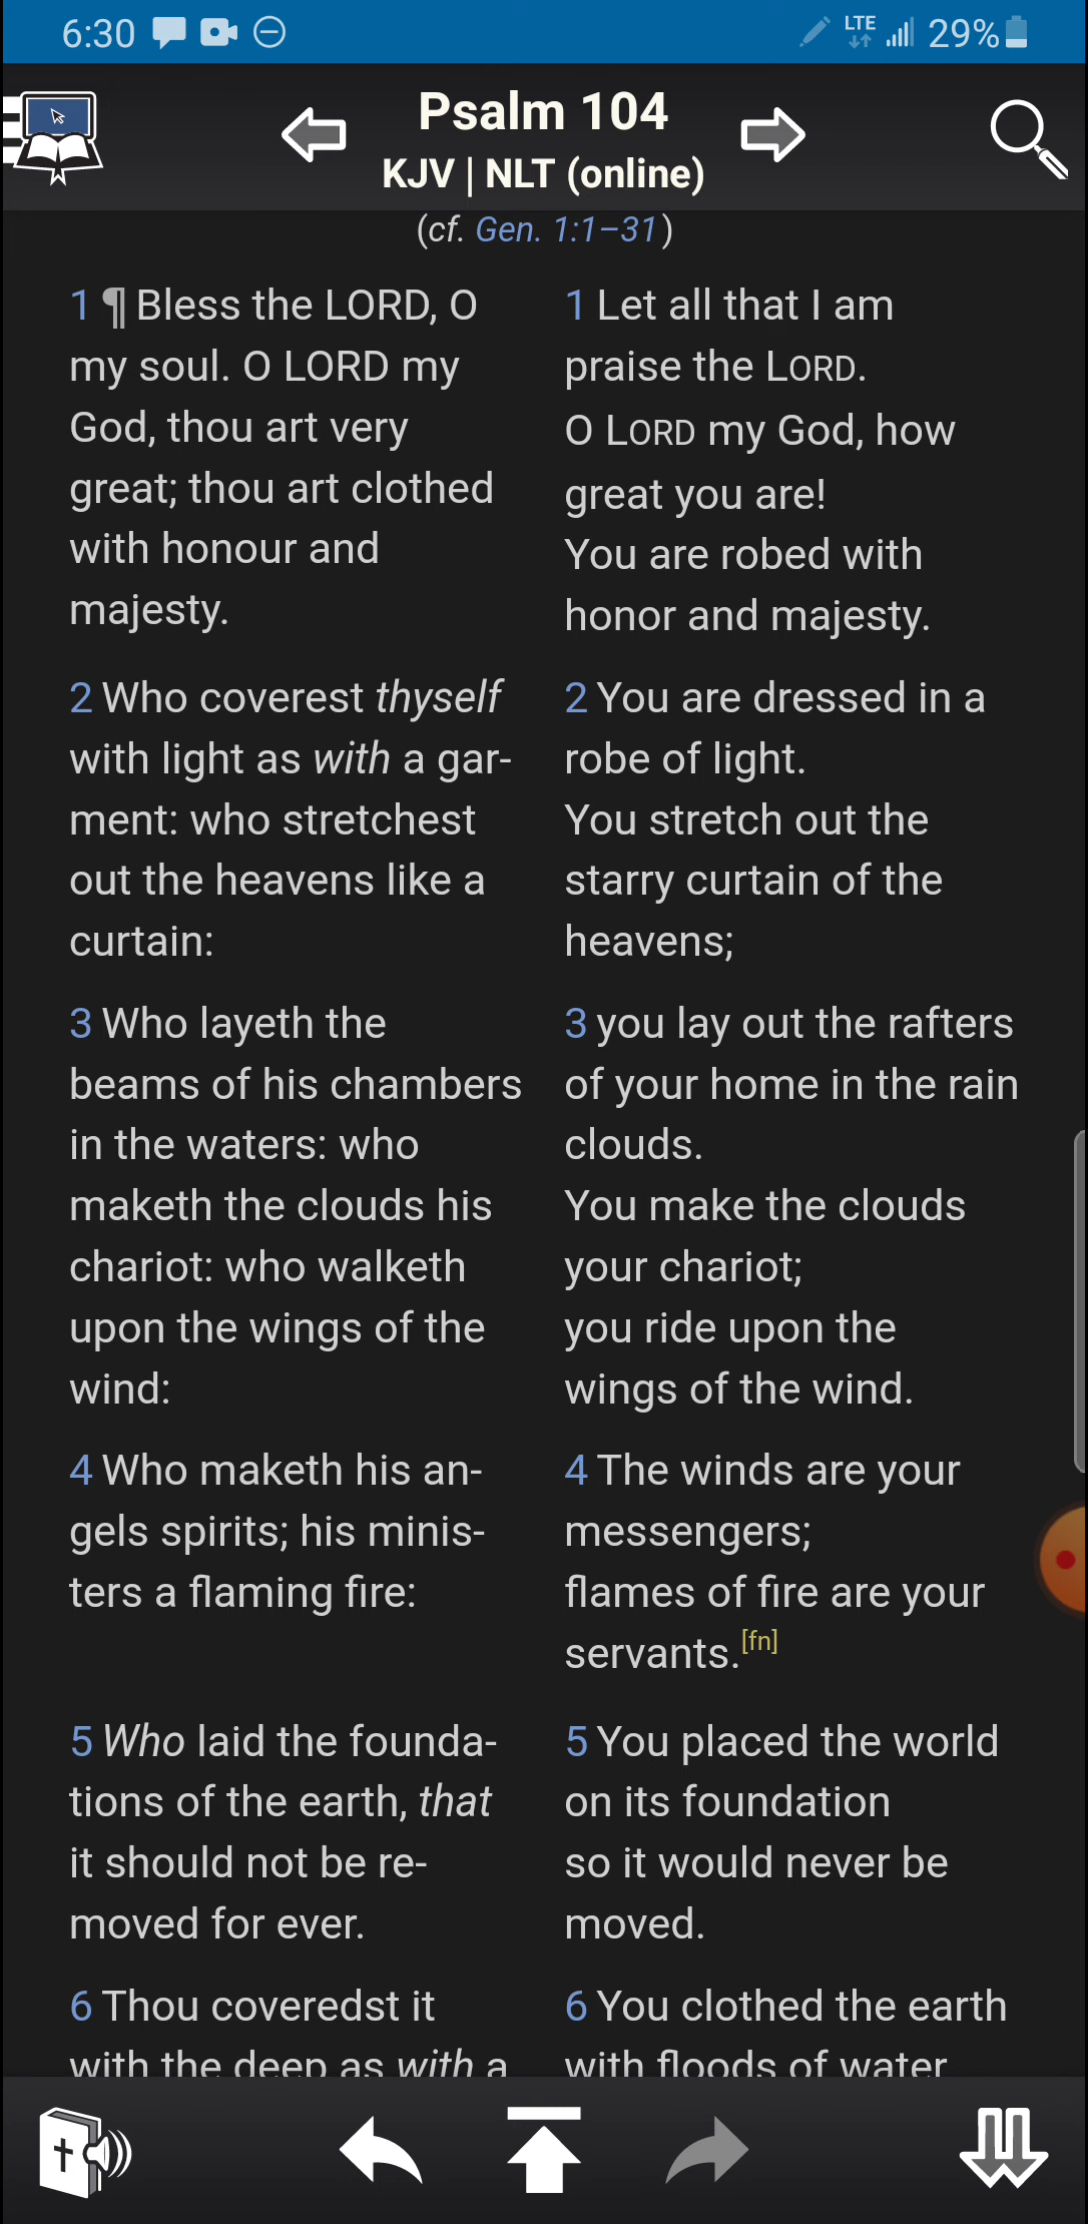 6:30
LTE
29%
Psalm 104
KJV | NLT (online)
(cf. Gen. 1:1–31)
1 ¶ Bless the LORD, O
my soul. O LORD my
God, thou art very
great; thou art clothed
with honour and
majesty.
2 Who coverest thyself
with light as with a gar-
ment: who stretchest
out the heavens like a
curtain:
3 Who layeth the
beams of his chambers
in the waters: who
maketh the clouds his
chariot: who walketh
upon the wings of the
wind:
4 Who maketh his an-
gels spirits; his minis-
ters a flaming fire:
5 Who laid the founda-
tions of the earth, that
it should not be re-
moved for ever.
6 Thou coveredst it
with the deep as with a
1 Let all that I am
praise the LORD.
O LORD my God, how
great you are!
You are robed with
honor and majesty.
2 You are dressed in a
robe of light.
You stretch out the
starry curtain of the
heavens;
3 you lay out the rafters
of your home in the rain
clouds.
You make the clouds
your chariot;
you ride upon the
wings of the wind.
4 The winds are your
messengers;
flames of fire are your
servants.[fn]
5 You placed the world
on its foundation
so it would never be
moved.
6 You clothed the earth
with floods of water